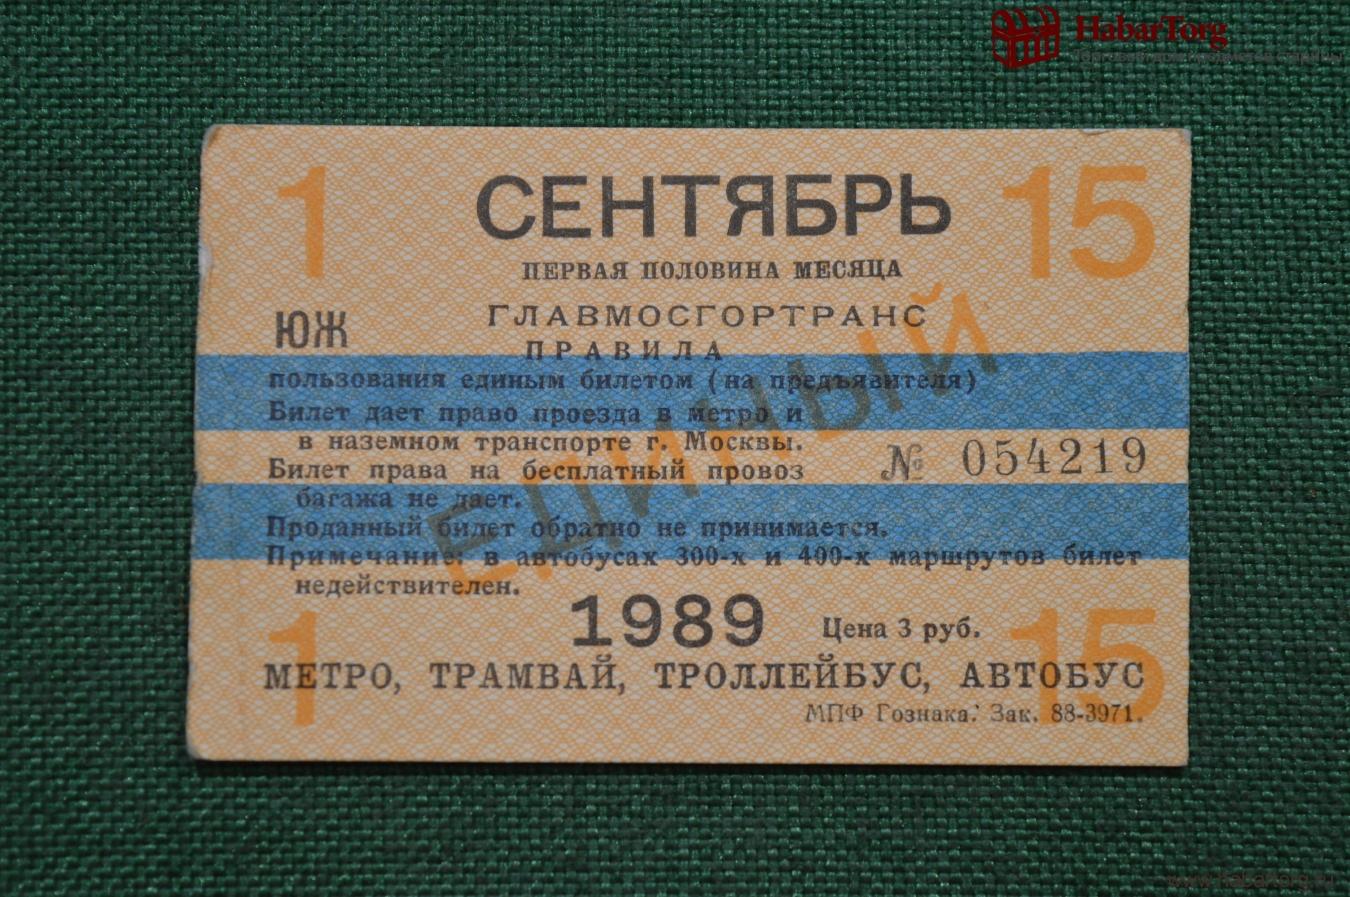 HabarTorg
1 СЕНТЯБРЬ 15
ПЕРВАЯ ПОЛОВИНА МЕСЯЦА
ГЛАВМОСГОРТРАНС
ЮЖ
ПРАВИЛА
пользования единым билетом (на предъявителя)
Билет дает право проезда в метро и
в наземном транспорте г. Москвы.
№ 054219
Билет права на бесплатный провоз
багажа не дает.
Проданный билет обратно не принимается.
Примечание: в автобусах 300-х и 400-х маршрутов билет
недействителен.
ЕДИНЫЙ
1 1989 Цена 3 руб. 15
МЕТРО, ТРАМВАЙ, ТРОЛЛЕЙБУС, АВТОБУС
МПФ Гознака. Зак. 88-3971.
www.habartorg.ru